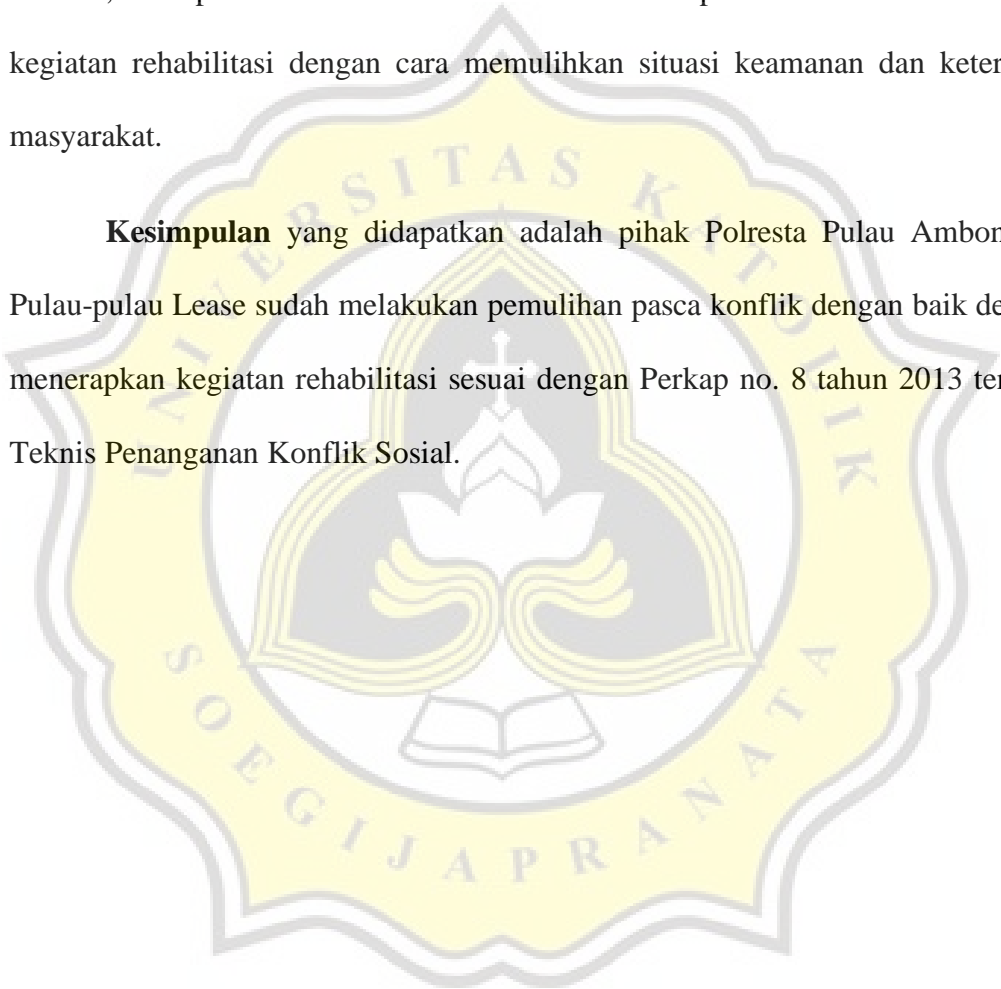 kegiatan rehabilitasi dengan cara memulihkan situasi keamanan dan keter
masyarakat.
Kesimpulan yang didapatkan adalah pihak Polresta Pulau Ambon
Pulau-pulau Lease sudah melakukan pemulihan pasca konflik dengan baik de
menerapkan kegiatan rehabilitasi sesuai dengan Perkap no. 8 tahun 2013 ten
Teknis Penanganan Konflik Sosial.
UNIVERSITAS KATOLIK
SOEGIJAPRANATA